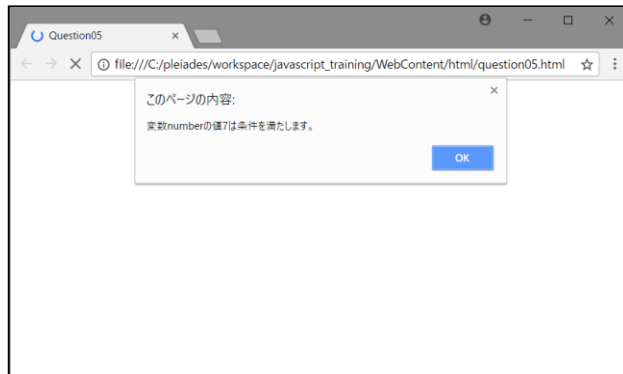 Question05
file:///C:/pleiades/workspace/javascript_training/WebContent/html/question05.html
このページの内容:
変数numberの値7は条件を満たします。
OK